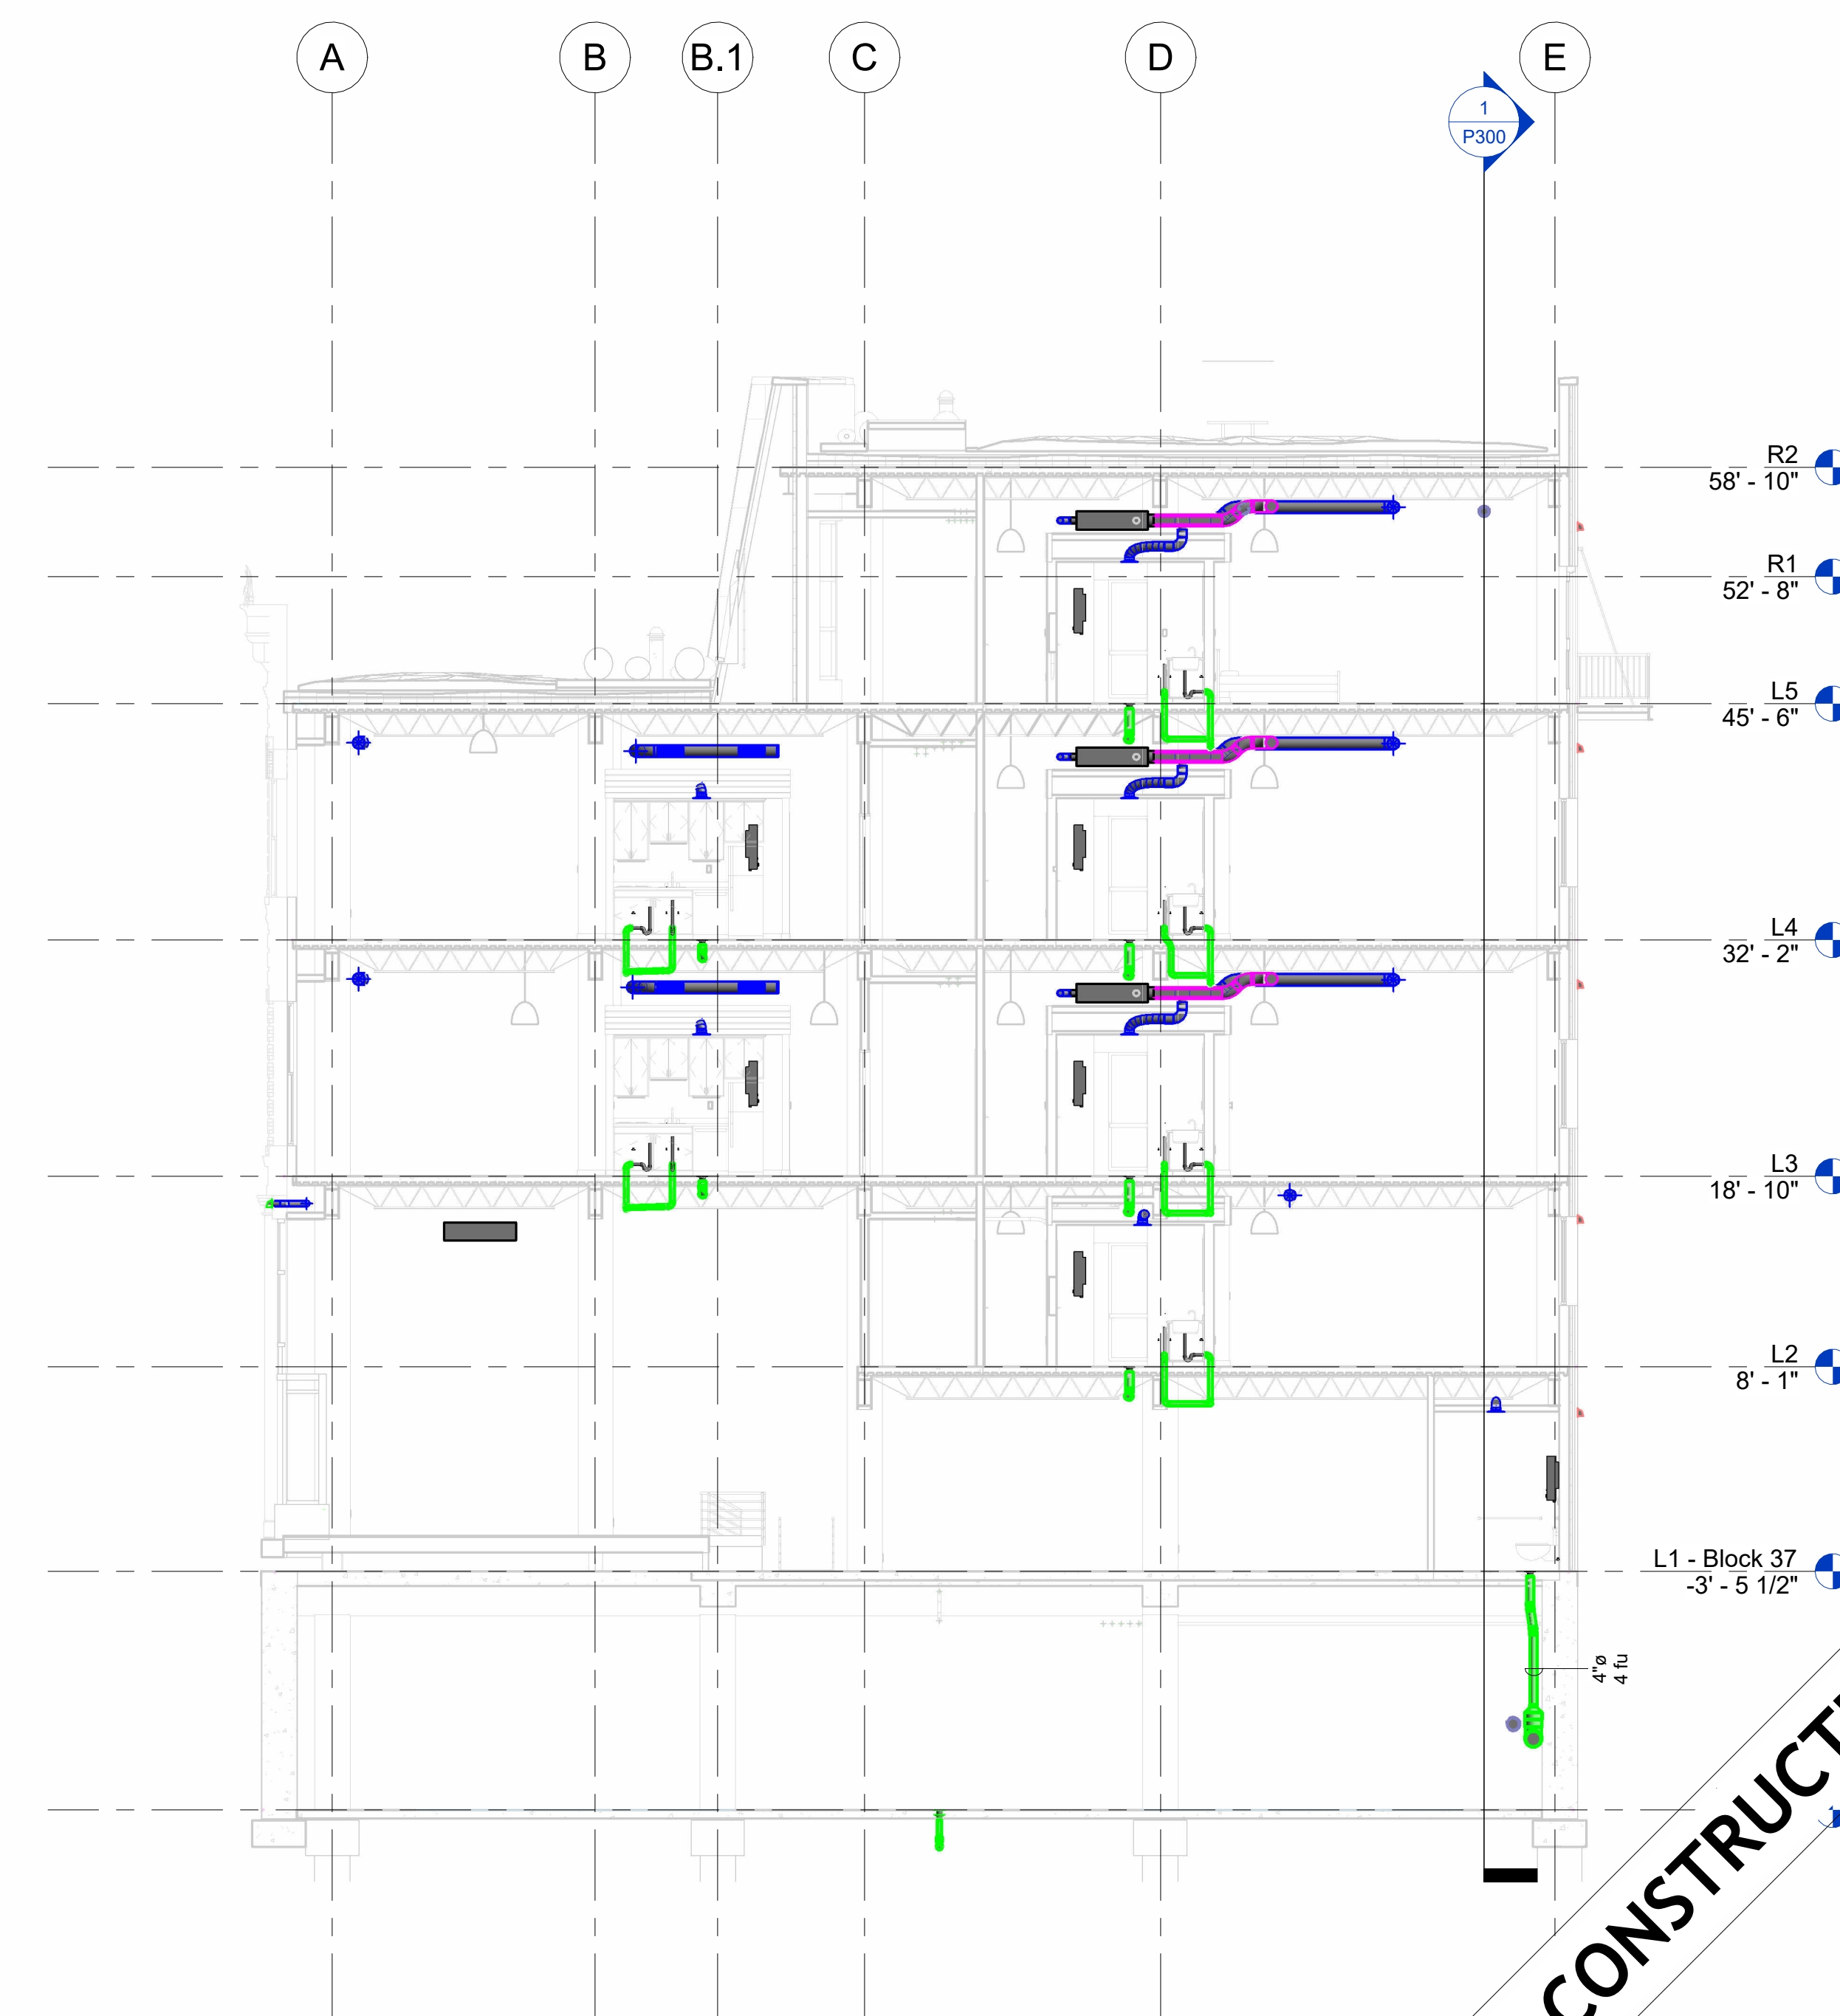 A
B
B.1
C
D
E
1
P300
R2
58' - 10"
R1
52' - 8"
L5
45' - 6"
L4
32' - 2"
L3
18' - 10"
L2
8' - 1"
L1 - Block 37
-3' - 5 1/2"
4"ø
4 fu